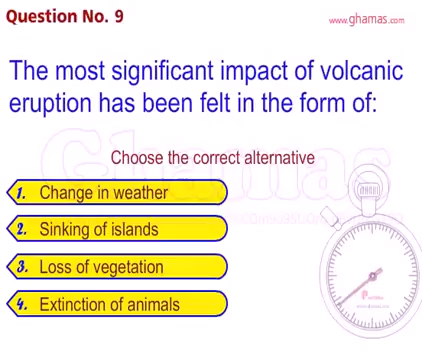 Question No. 9
www.ghamas.com
The most significant impact of volcanic
eruption has been felt in the form of:
Ghamas
Choose the correct alternative
1. Change in weather
2. Sinking of islands
3. Loss of vegetation
4. Extinction of animals